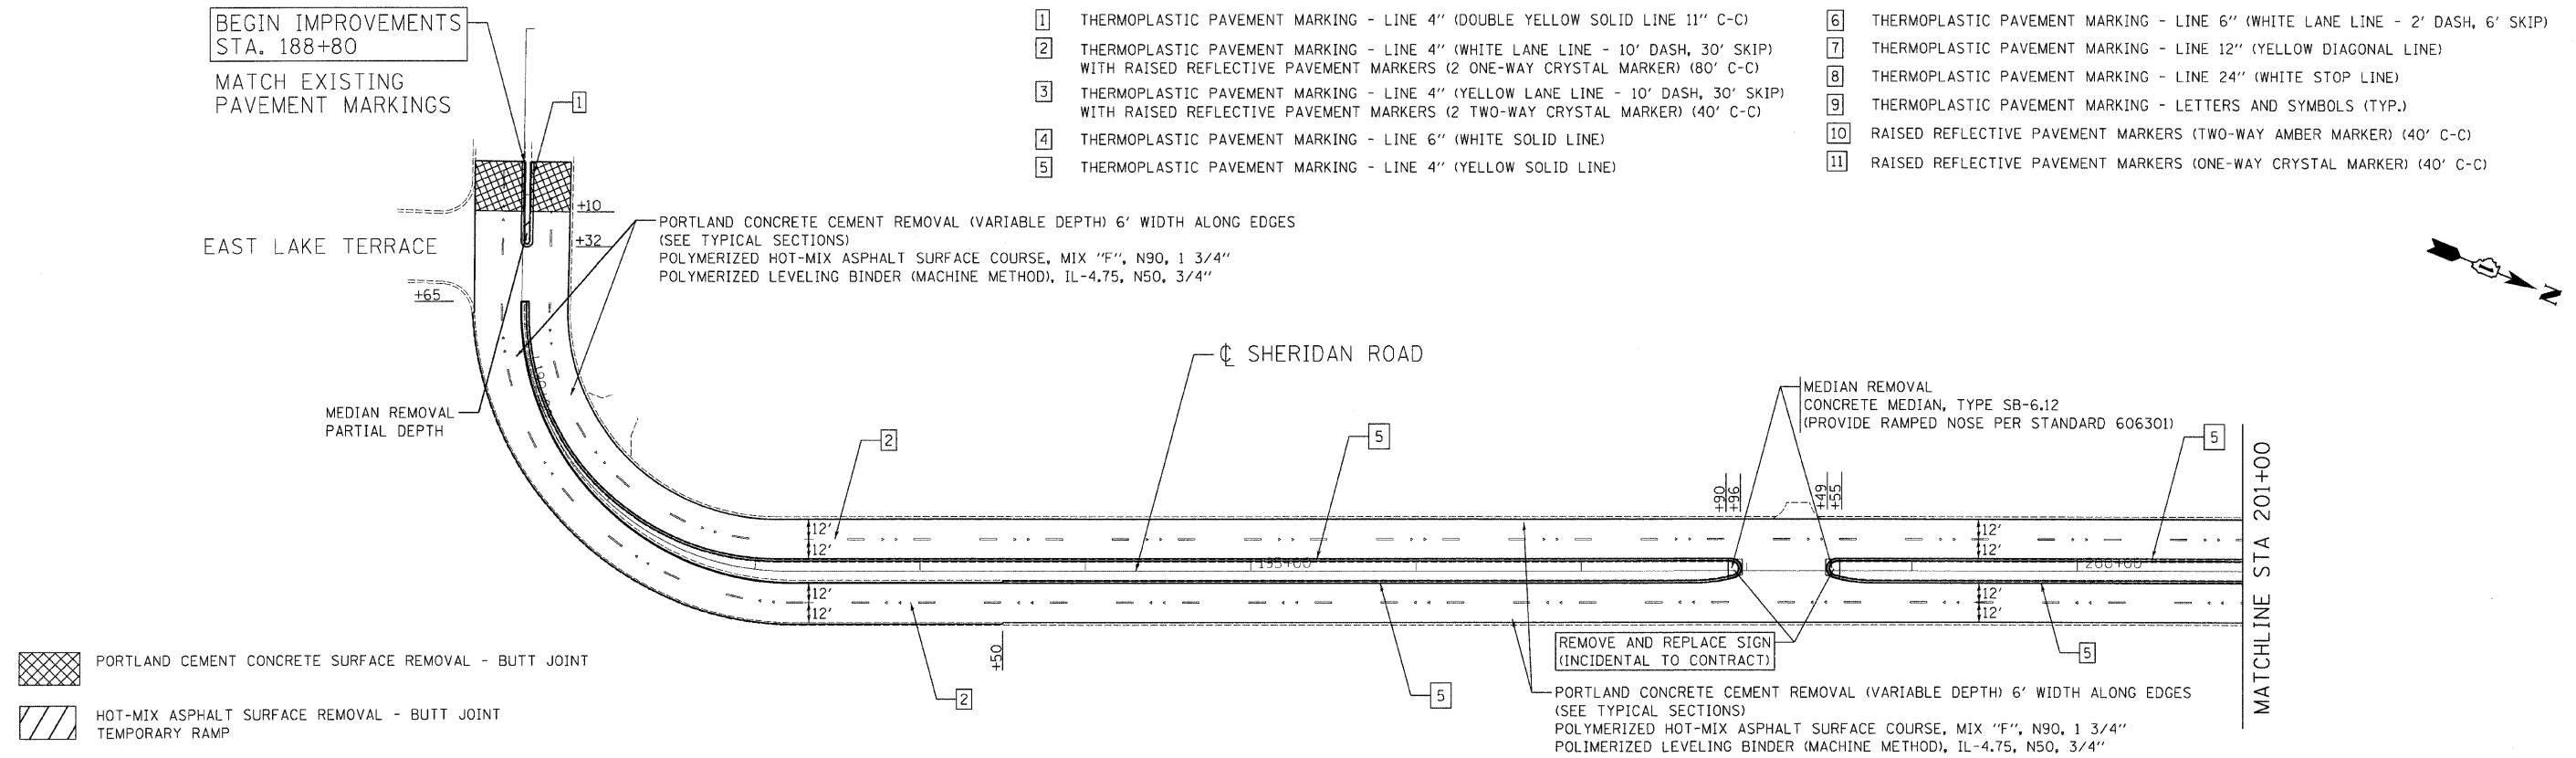 BEGIN IMPROVEMENTS
STA. 188+80
MATCH EXISTING
PAVEMENT MARKINGS
1
1 THERMOPLASTIC PAVEMENT MARKING - LINE 4" (DOUBLE YELLOW SOLID LINE 11" C-C)
2 THERMOPLASTIC PAVEMENT MARKING - LINE 4" (WHITE LANE LINE - 10' DASH, 30' SKIP)
WITH RAISED REFLECTIVE PAVEMENT MARKERS (2 ONE-WAY CRYSTAL MARKER) (80' C-C)
3 THERMOPLASTIC PAVEMENT MARKING - LINE 4" (YELLOW LANE LINE - 10' DASH, 30' SKIP)
WITH RAISED REFLECTIVE PAVEMENT MARKERS (2 TWO-WAY CRYSTAL MARKER) (40' C-C)
4 THERMOPLASTIC PAVEMENT MARKING - LINE 6" (WHITE SOLID LINE)
5 THERMOPLASTIC PAVEMENT MARKING - LINE 4" (YELLOW SOLID LINE)
6 THERMOPLASTIC PAVEMENT MARKING - LINE 6" (WHITE LANE LINE - 2' DASH, 6' SKIP)
7 THERMOPLASTIC PAVEMENT MARKING - LINE 12" (YELLOW DIAGONAL LINE)
8 THERMOPLASTIC PAVEMENT MARKING - LINE 24" (WHITE STOP LINE)
9 THERMOPLASTIC PAVEMENT MARKING - LETTERS AND SYMBOLS (TYP.)
10 RAISED REFLECTIVE PAVEMENT MARKERS (TWO-WAY AMBER MARKER) (40' C-C)
11 RAISED REFLECTIVE PAVEMENT MARKERS (ONE-WAY CRYSTAL MARKER) (40' C-C)
+10
+32
EAST LAKE TERRACE
+65
PORTLAND CONCRETE CEMENT REMOVAL (VARIABLE DEPTH) 6' WIDTH ALONG EDGES
(SEE TYPICAL SECTIONS)
POLYMERIZED HOT-MIX ASPHALT SURFACE COURSE, MIX "F", N90, 1 3/4"
POLYMERIZED LEVELING BINDER (MACHINE METHOD), IL-4.75, N50, 3/4"
N
℄ SHERIDAN ROAD
MEDIAN REMOVAL
PARTIAL DEPTH
2
5
MEDIAN REMOVAL
CONCRETE MEDIAN, TYPE SB-6.12
(PROVIDE RAMPED NOSE PER STANDARD 606301)
5
+90
+96
+49
+55
12'
12'
12'
12'
195+00
200+00
12'
12'
12'
12'
MATCHLINE STA 201+00
+50
2
5
5
REMOVE AND REPLACE SIGN
(INCIDENTAL TO CONTRACT)
PORTLAND CONCRETE CEMENT REMOVAL (VARIABLE DEPTH) 6' WIDTH ALONG EDGES
(SEE TYPICAL SECTIONS)
POLYMERIZED HOT-MIX ASPHALT SURFACE COURSE, MIX "F", N90, 1 3/4"
POLIMERIZED LEVELING BINDER (MACHINE METHOD), IL-4.75, N50, 3/4"
PORTLAND CEMENT CONCRETE SURFACE REMOVAL - BUTT JOINT
HOT-MIX ASPHALT SURFACE REMOVAL - BUTT JOINT
TEMPORARY RAMP